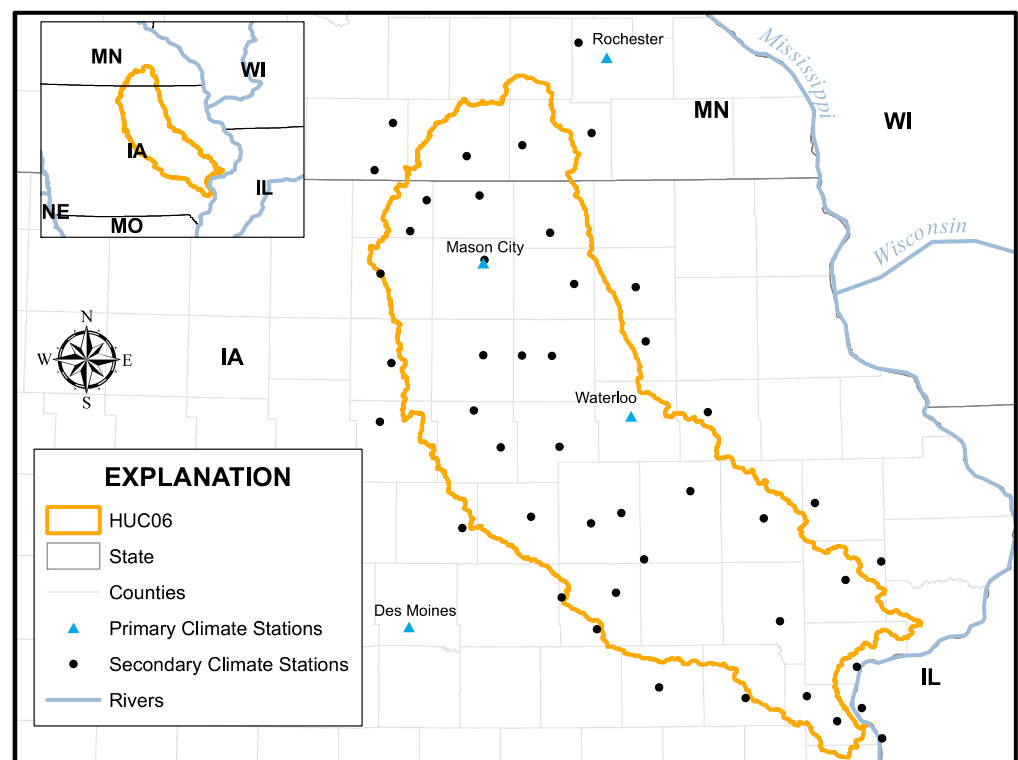 MN
WI
IA
IL
NE
MO
Rochester
Mississippi
MN
WI
Wisconsin
Mason City
N
W
E
S
IA
Waterloo
Des Moines
IL
EXPLANATION
HUC06
State
Counties
Primary Climate Stations
Secondary Climate Stations
Rivers